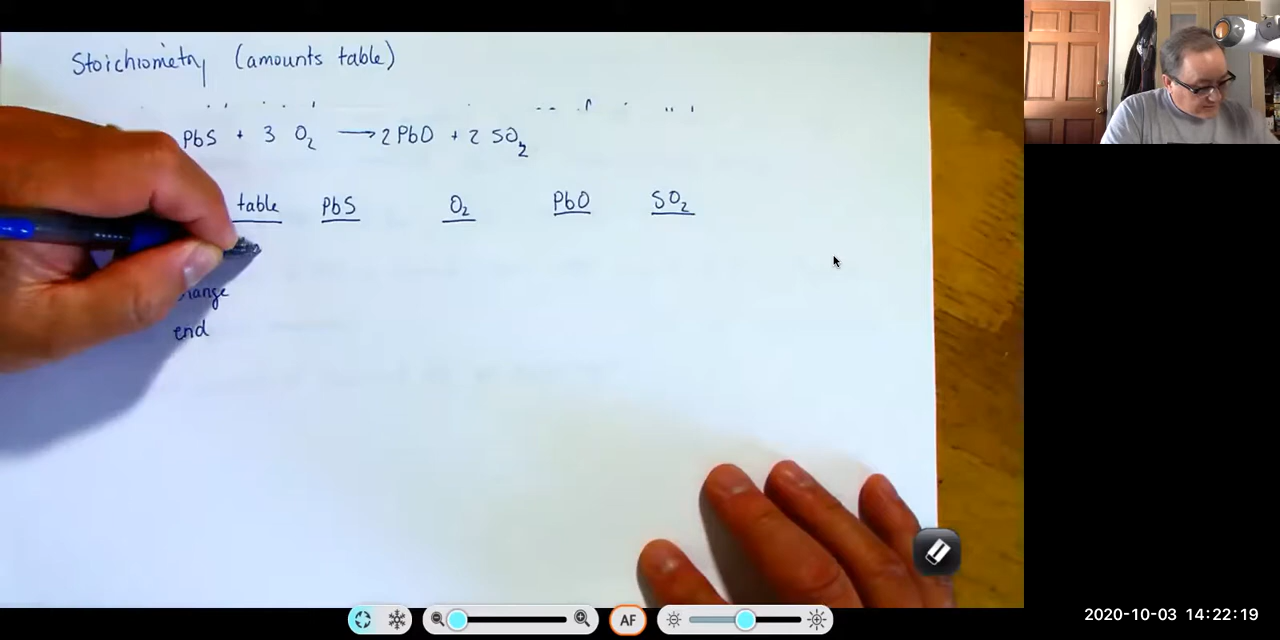 Stoichiometry (amounts table)
PbS + 3 O₂ → 2 PbO + 2 SO₂
table PbS O₂ PbO SO₂
end
AF
2020-10-03 14:22:19